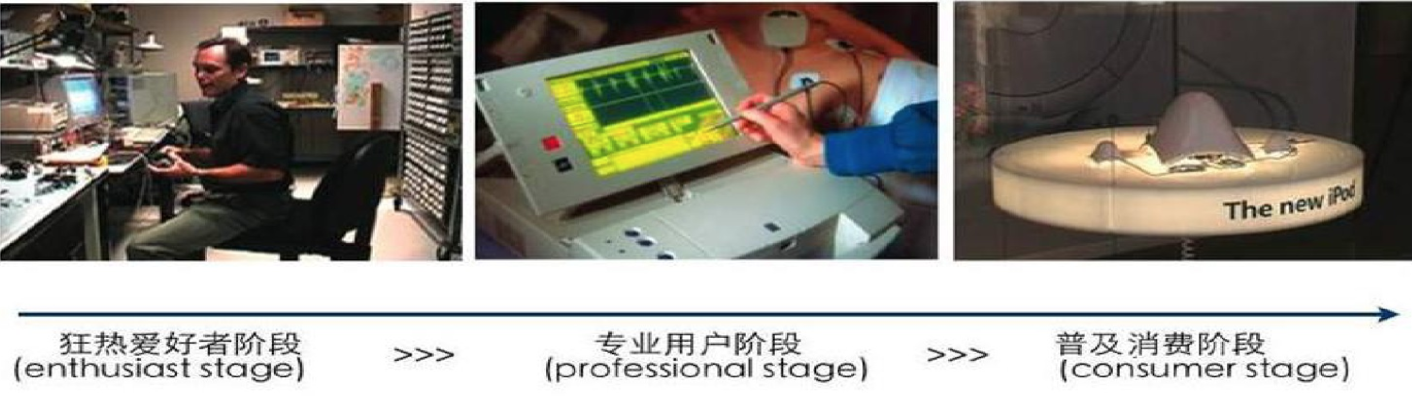 The new iPod
狂热爱好者阶段 >>> 专业用户阶段 >>> 普及消费阶段
(enthusiast stage) (professional stage) (consumer stage)